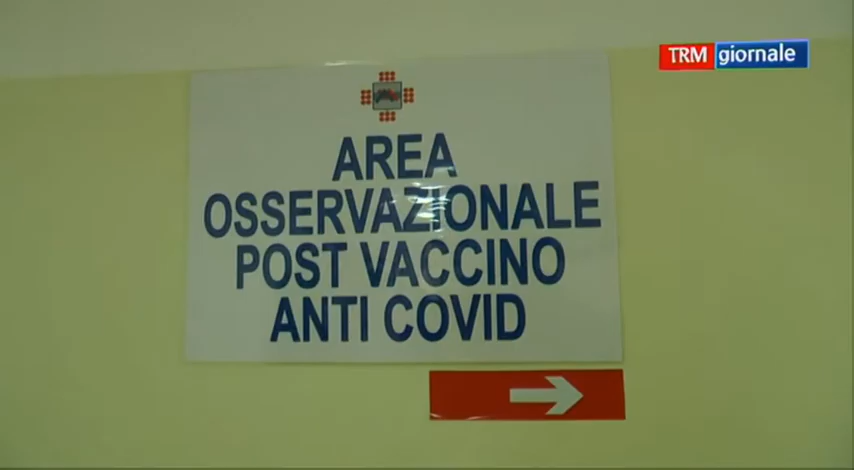 TRM giornale
AREA
OSSERVAZIONALE
POST VACCINO
ANTI COVID